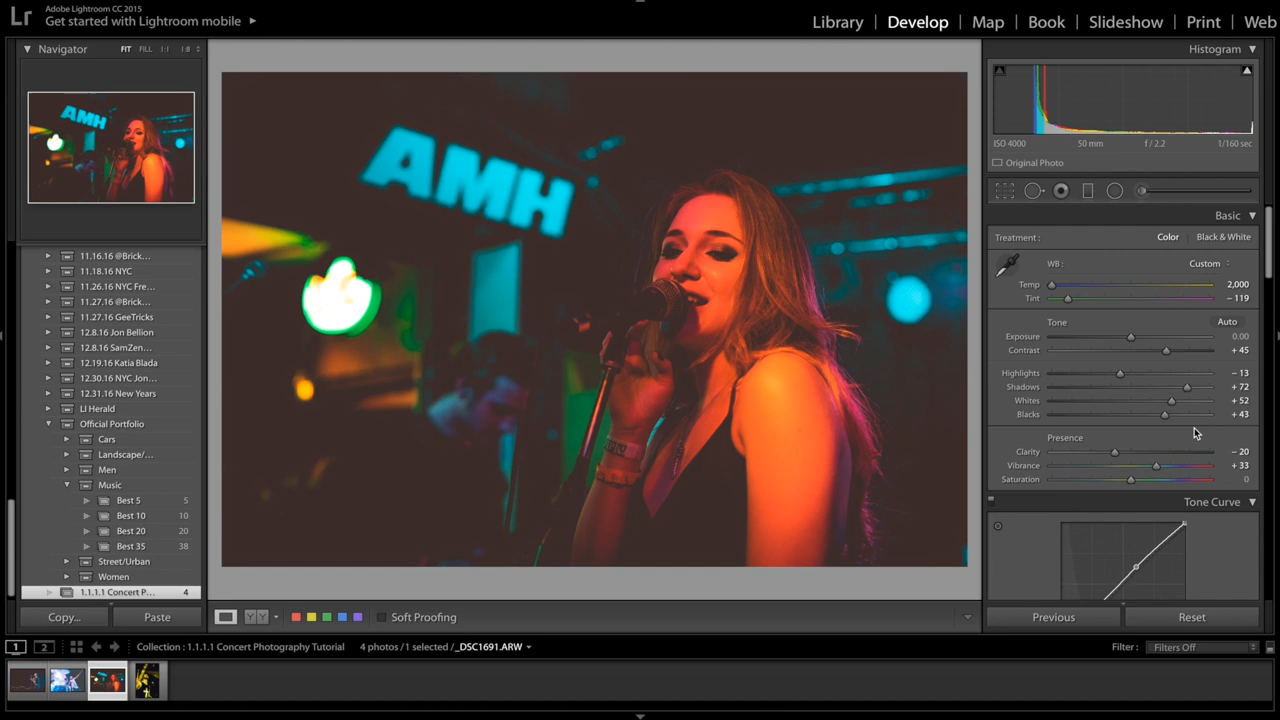 Lr
Adobe Lightroom CC 2015
Get started with Lightroom mobile
Library | Develop | Map | Book | Slideshow | Print | Web
Navigator FIT FILL 1:1 1:8
Histogram
AMH
AMH
ISO 4000 50 mm f / 2.2 1/160 sec
Original Photo
Basic
Treatment : Color Black & White
WB : Custom
Temp 2,000
Tint − 119
Tone Auto
Exposure 0.00
Contrast + 45
Highlights − 13
Shadows + 72
Whites + 52
Blacks + 43
Presence
Clarity − 20
Vibrance + 33
Saturation 0
Tone Curve
11.16.16 @Brick...
11.18.16 NYC
11.26.16 NYC Fre...
11.27.16 @Brick...
11.27.16 GeeTricks
12.3.16 Jon Bellion
12.8.16 SamZen...
12.19.16 Katia Blada
12.30.16 NYC Jon...
12.31.16 New Years
LI Herald
Official Portfolio
Cars
Landscape/...
Men
Music
Best 5 5
Best 10 10
Best 20 20
Best 35 38
Street/Urban
Women
1.1.1.1 Concert P... 4
Copy... Paste
Y Y
Soft Proofing
Previous Reset
1 2
Collection : 1.1.1.1 Concert Photography Tutorial 4 photos / 1 selected / _DSC1691.ARW
Filter : Filters Off